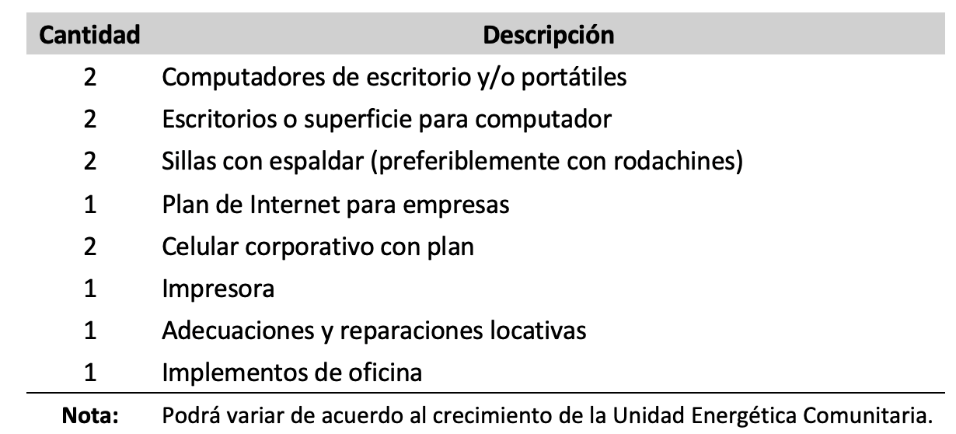 Cantidad Descripción
2 Computadores de escritorio y/o portátiles
2 Escritorios o superficie para computador
2 Sillas con espaldar (preferiblemente con rodachines)
1 Plan de Internet para empresas
2 Celular corporativo con plan
1 Impresora
1 Adecuaciones y reparaciones locativas
1 Implementos de oficina
Nota: Podrá variar de acuerdo al crecimiento de la Unidad Energética Comunitaria.